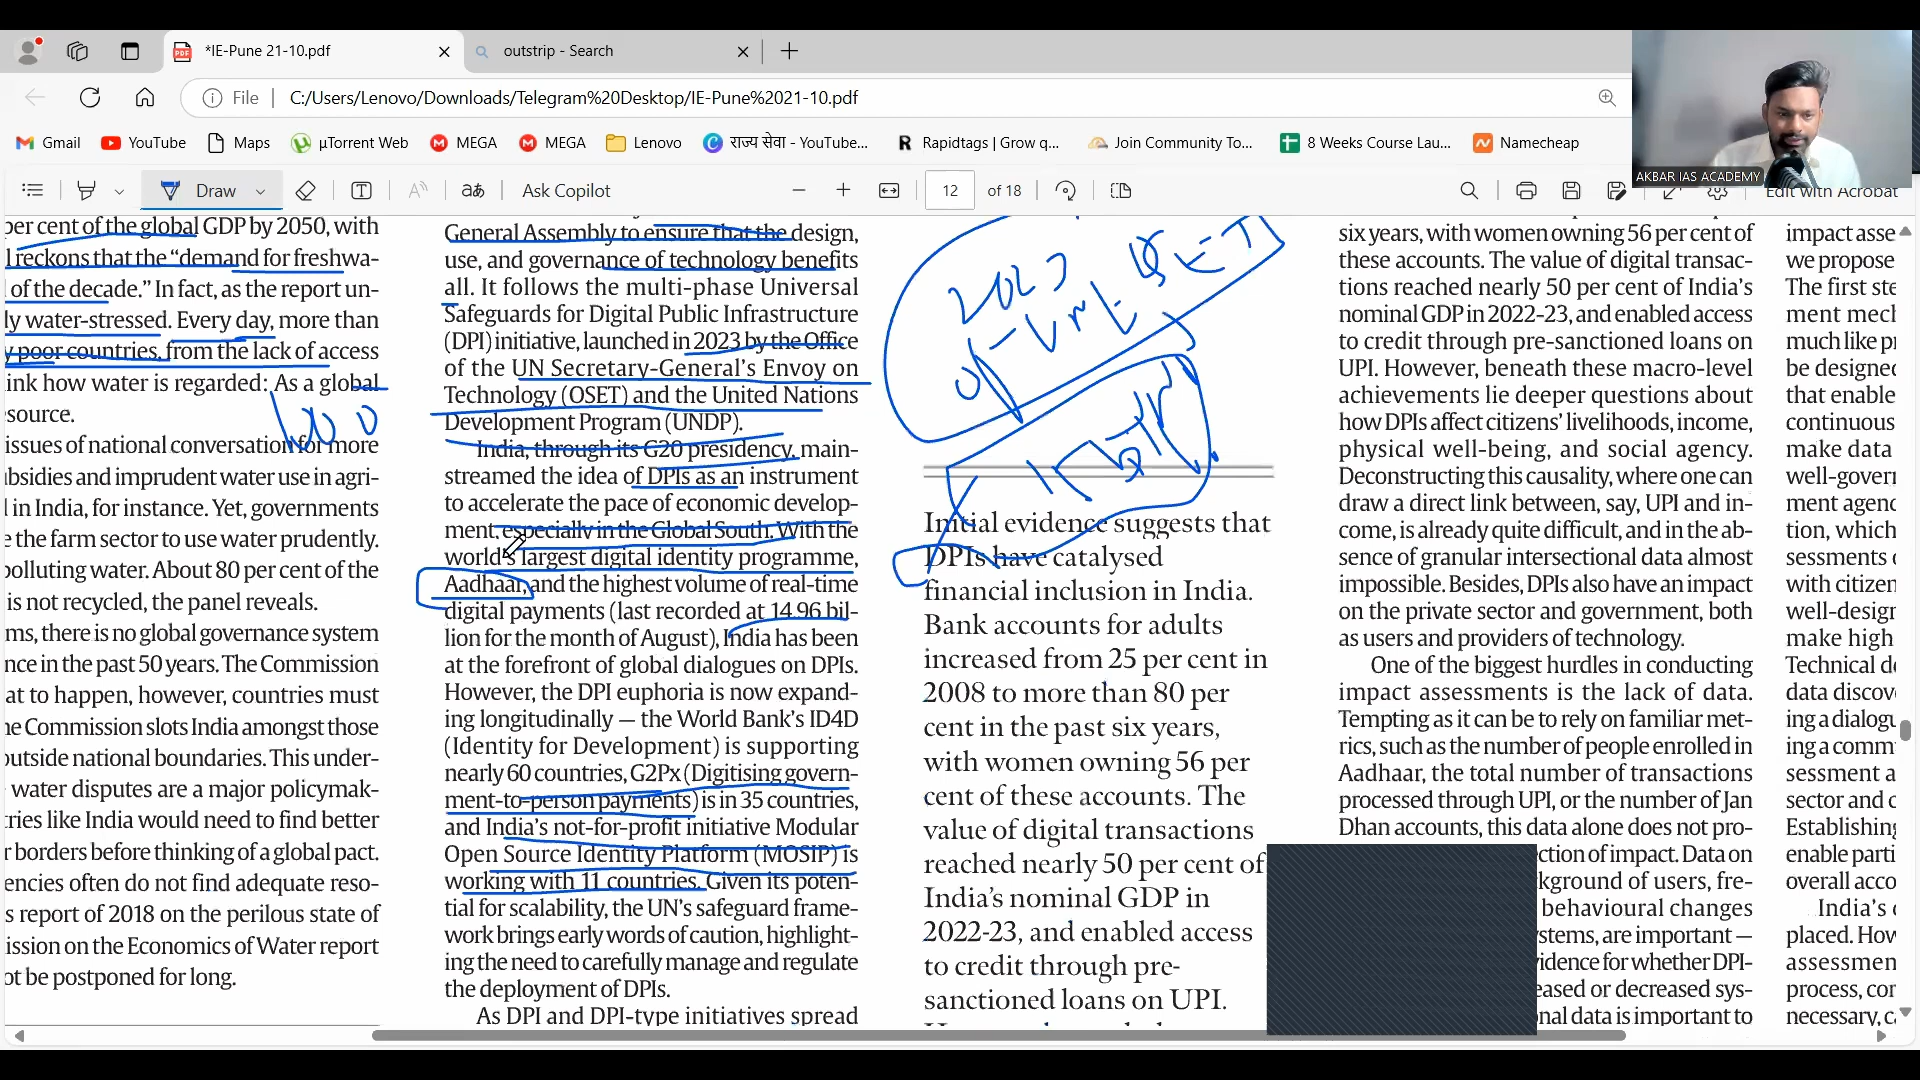 *IE-Pune 21-10.pdf
outstrip - Search
File
C:/Users/Lenovo/Downloads/Telegram%20Desktop/IE-Pune%2021-10.pdf
Gmail
YouTube
Maps
µTorrent Web
MEGA
MEGA
Lenovo
राज्य सेवा - YouTube...
Rapidtags | Grow q...
Join Community To...
8 Weeks Course Lau...
Namecheap
AKBAR IAS ACADEMY
Draw
Ask Copilot
12
of 18
Edit with Acrobat
per cent of the global GDP by 2050, with
l reckons that the “demand for freshwa-
of the decade.” In fact, as the report un-
ly water-stressed. Every day, more than
y poor countries, from the lack of access
ink how water is regarded: As a global
source.
issues of national conversation for more
bsidies and imprudent water use in agri-
l in India, for instance. Yet, governments
e the farm sector to use water prudently.
polluting water. About 80 per cent of the
is not recycled, the panel reveals.
ms, there is no global governance system
nce in the past 50 years. The Commission
at to happen, however, countries must
he Commission slots India amongst those
outside national boundaries. This under-
water disputes are a major policymak-
tries like India would need to find better
r borders before thinking of a global pact.
encies often do not find adequate reso-
s report of 2018 on the perilous state of
ission on the Economics of Water report
ot be postponed for long.
General Assembly to ensure that the design,
use, and governance of technology benefits
all. It follows the multi-phase Universal
Safeguards for Digital Public Infrastructure
(DPI) initiative, launched in 2023 by the Office
of the UN Secretary-General’s Envoy on
Technology (OSET) and the United Nations
Development Program (UNDP).
India, through its G20 presidency, main-
streamed the idea of DPIs as an instrument
to accelerate the pace of economic develop-
ment, especially in the Global South. With the
world’s largest digital identity programme,
Aadhaar, and the highest volume of real-time
digital payments (last recorded at 14.96 bil-
lion for the month of August), India has been
at the forefront of global dialogues on DPIs.
However, the DPI euphoria is now expand-
ing longitudinally — the World Bank’s ID4D
(Identity for Development) is supporting
nearly 60 countries, G2Px (Digitising govern-
ment-to-person payments) is in 35 countries,
and India’s not-for-profit initiative Modular
Open Source Identity Platform (MOSIP) is
working with 11 countries. Given its poten-
tial for scalability, the UN’s safeguard frame-
work brings early words of caution, highlight-
ing the need to carefully manage and regulate
the deployment of DPIs.
As DPI and DPI-type initiatives spread
2023
Initial evidence suggests that
DPIs have catalysed
financial inclusion in India.
Bank accounts for adults
increased from 25 per cent in
2008 to more than 80 per
cent in the past six years,
with women owning 56 per
cent of these accounts. The
value of digital transactions
reached nearly 50 per cent of
India’s nominal GDP in
2022-23, and enabled access
to credit through pre-
sanctioned loans on UPI.
six years, with women owning 56 per cent of
these accounts. The value of digital transac-
tions reached nearly 50 per cent of India’s
nominal GDP in 2022-23, and enabled access
to credit through pre-sanctioned loans on
UPI. However, beneath these macro-level
achievements lie deeper questions about
how DPIs affect citizens’ livelihoods, income,
physical well-being, and social agency.
Deconstructing this causality, where one can
draw a direct link between, say, UPI and in-
come, is already quite difficult, and in the ab-
sence of granular intersectional data almost
impossible. Besides, DPIs also have an impact
on the private sector and government, both
as users and providers of technology.
One of the biggest hurdles in conducting
impact assessments is the lack of data.
Tempting as it can be to rely on familiar met-
rics, such as the number of people enrolled in
Aadhaar, the total number of transactions
processed through UPI, or the number of Jan
Dhan accounts, this data alone does not pro-
ction of impact. Data on
kground of users, fre-
behavioural changes
ystems, are important —
vidence for whether DPI-
eased or decreased sys-
nal data is important to
impact asse
we propose
The first ste
ment mech
much like p
be designed
that enable
continuous
make data
well-govern
ment agenc
tion, which
sessments
with citizen
well-design
make high
Technical d
data discov
ing a dialogu
ing a comm
sessment a
sector and c
Establishing
enable parti
overall acco
India’s
placed. How
assessmen
process, cor
necessary, c